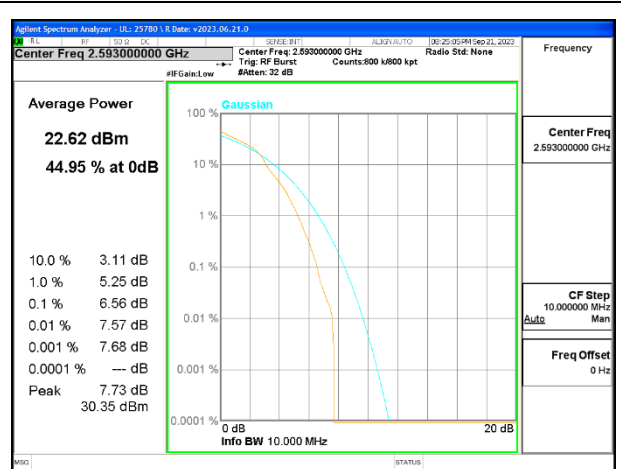 Agilent Spectrum Analyzer - UL: 25780 \ R Date: v2023.06.21.0
RL RF 50 Ω DC SENSE:INT ALIGN AUTO 08:25:05 PM Sep 21, 2023
Center Freq 2.593000000 GHz
Center Freq: 2.593000000 GHz Radio Std: None
Trig: RF Burst Counts:800 k/800 kpt
#IFGain:Low #Atten: 32 dB
Frequency
Average Power
22.62 dBm
44.95 % at 0dB
10.0 % 3.11 dB
1.0 % 5.25 dB
0.1 % 6.56 dB
0.01 % 7.57 dB
0.001 % 7.68 dB
0.0001 % --- dB
Peak 7.73 dB
30.35 dBm
Gaussian
100 %
10 %
1 %
0.1 %
0.01 %
0.001 %
0.0001 %
0 dB 20 dB
Info BW 10.000 MHz
Center Freq
2.593000000 GHz
CF Step
10.000000 MHz
Auto Man
Freq Offset
0 Hz
MSG STATUS